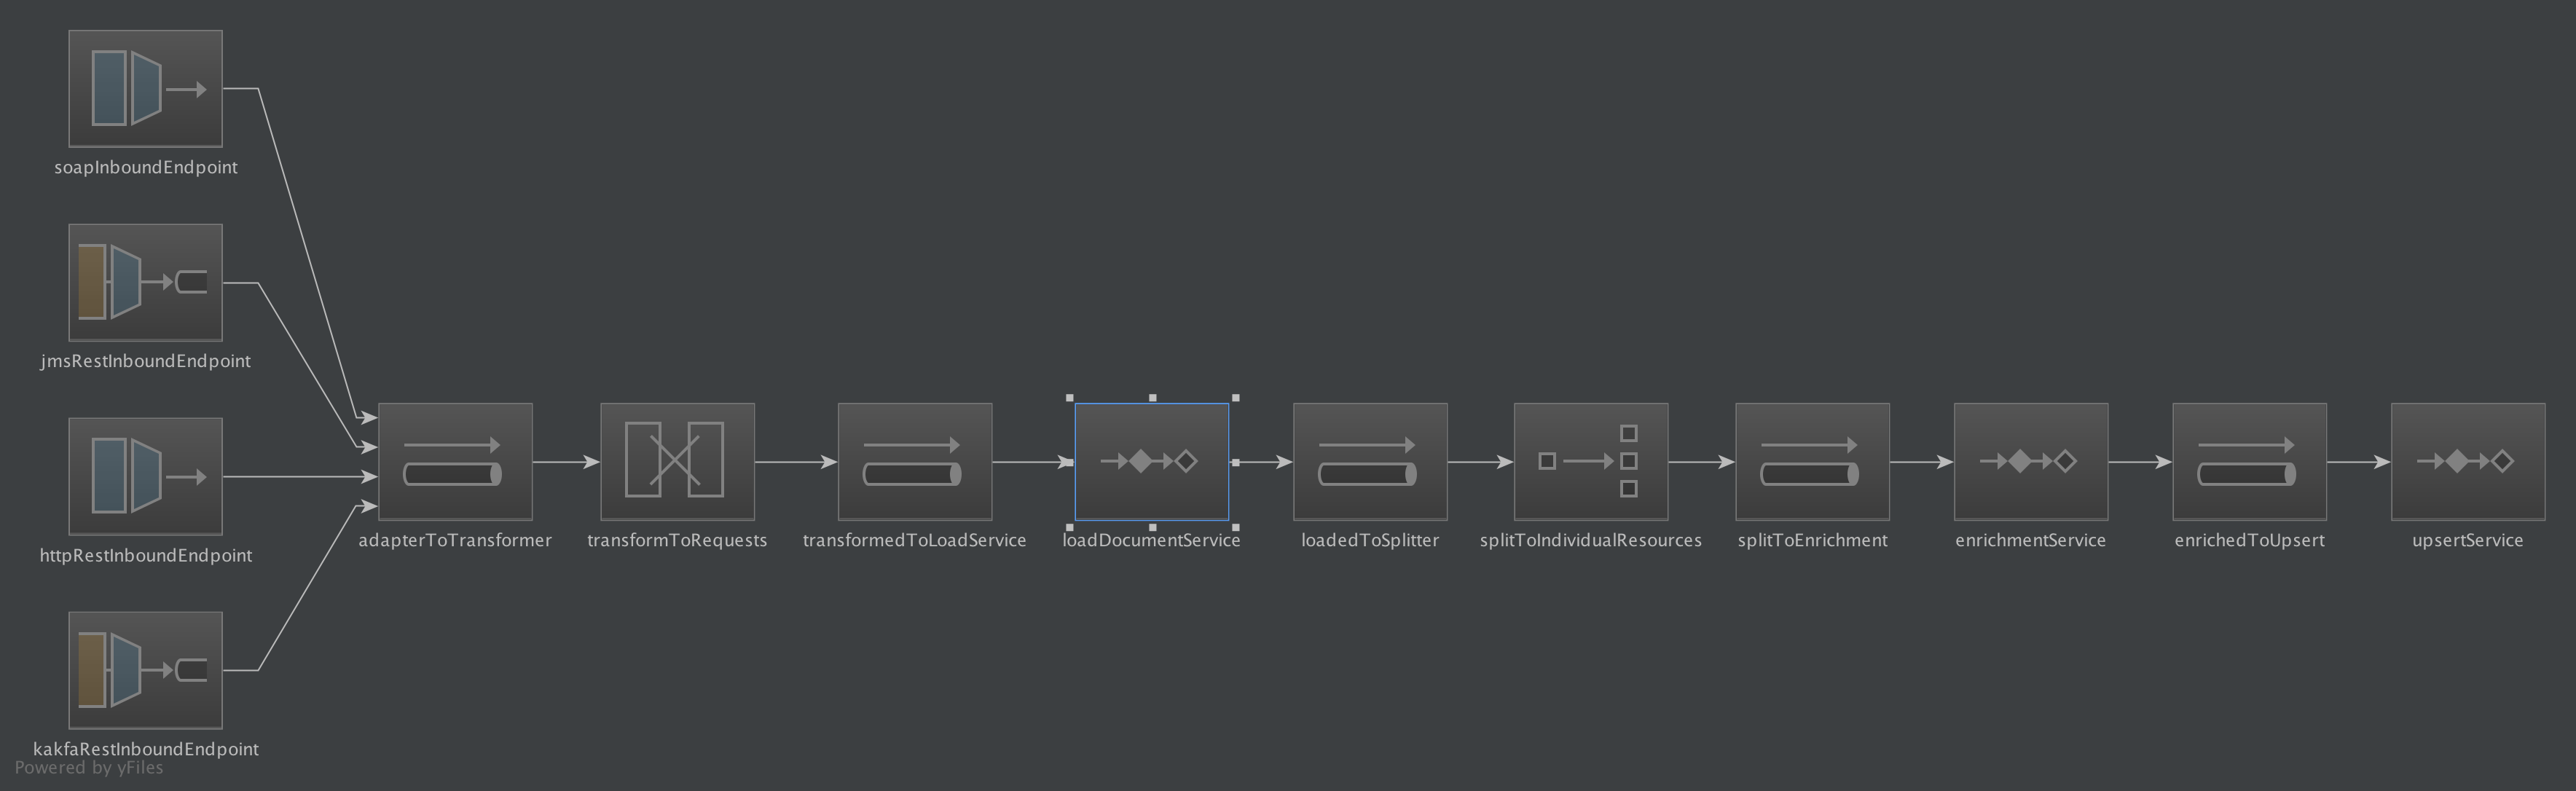 soapInboundEndpoint
jmsRestInboundEndpoint
httpRestInboundEndpoint
adapterToTransformer
transformToRequests
transformedToLoadService
loadDocumentService
loadedToSplitter
splitToIndividualResources
splitToEnrichment
enrichmentService
enrichedToUpsert
upsertService
kakfaRestInboundEndpoint
Powered by yFiles